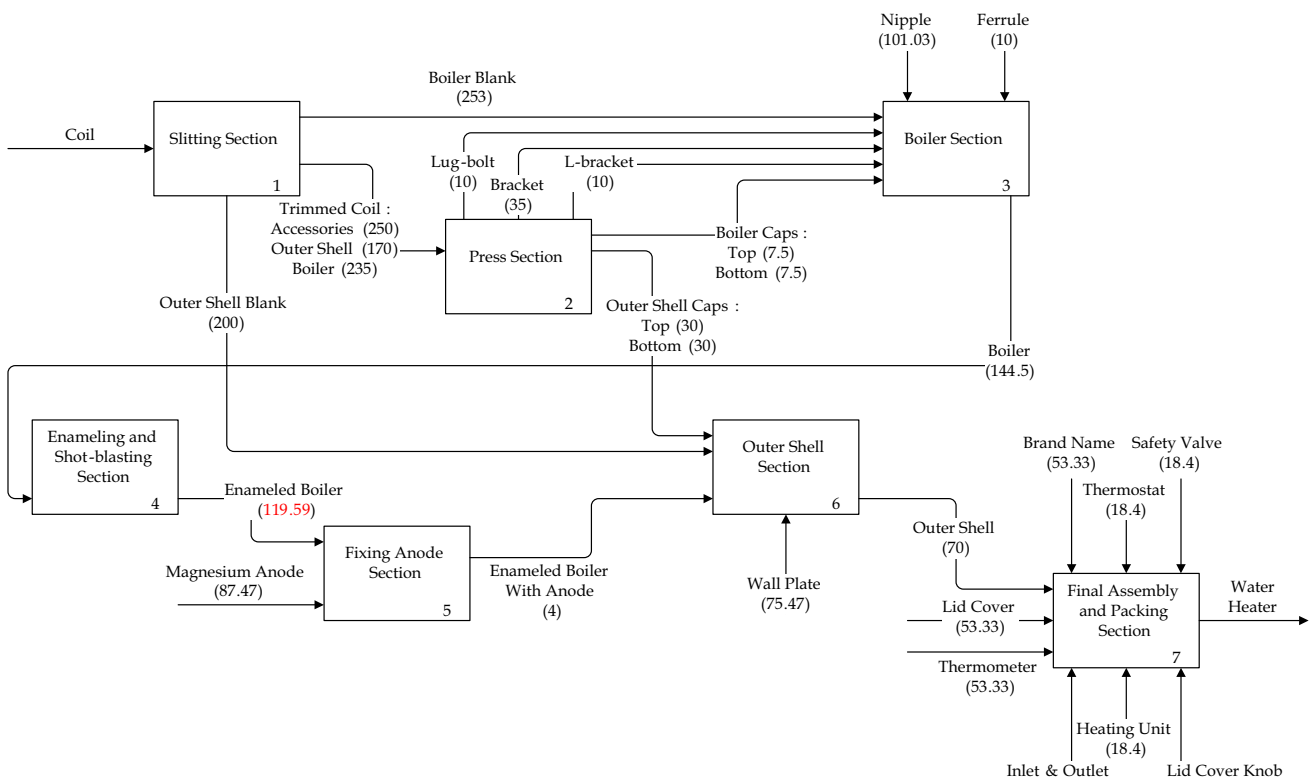 Nipple
(101.03)
Ferrule
(10)
Boiler Blank
(253)
Coil
Slitting Section
1
Boiler Section
3
Lug-bolt
(10)
Bracket
(35)
L-bracket
(10)
Trimmed Coil :
Accessories (250)
Outer Shell (170)
Boiler (235)
Press Section
2
Boiler Caps :
Top (7.5)
Bottom (7.5)
Outer Shell Blank
(200)
Outer Shell Caps :
Top (30)
Bottom (30)
Boiler
(144.5)
Enameling and
Shot-blasting
Section
4
Enameled Boiler
(119.59)
Outer Shell
Section
6
Brand Name
(53.33)
Safety Valve
(18.4)
Thermostat
(18.4)
Outer Shell
(70)
Magnesium Anode
(87.47)
Fixing Anode
Section
5
Enameled Boiler
With Anode
(4)
Wall Plate
(75.47)
Lid Cover
(53.33)
Final Assembly
and Packing
Section
7
Water
Heater
Thermometer
(53.33)
Heating Unit
(18.4)
Inlet & Outlet
Lid Cover Knob